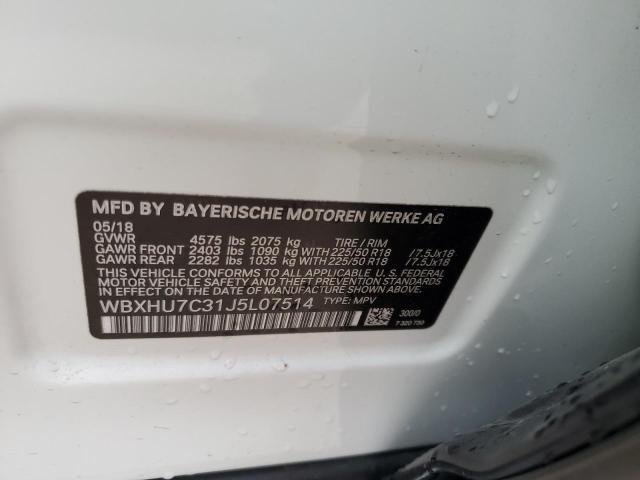 MFD BY BAYERISCHE MOTOREN WERKE AG
05/18
GVWR 4575 lbs 2075 kg TIRE / RIM
GAWR FRONT 2403 lbs 1090 kg WITH 225/50 R18 /7.5Jx18
GAWR REAR 2282 lbs 1035 kg WITH 225/50 R18 /7.5Jx18
THIS VEHICLE CONFORMS TO ALL APPLICABLE U.S. FEDERAL
MOTOR VEHICLE SAFETY AND THEFT PREVENTION STANDARDS
IN EFFECT ON THE DATE OF MANUFACTURE SHOWN ABOVE.
WBXHU7C31J5L07514 TYPE: MPV
300/0
7 320 730